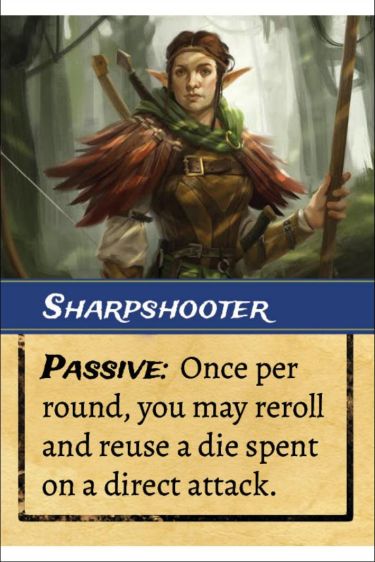 Sharpshooter
Passive: Once per
round, you may reroll
and reuse a die spent
on a direct attack.